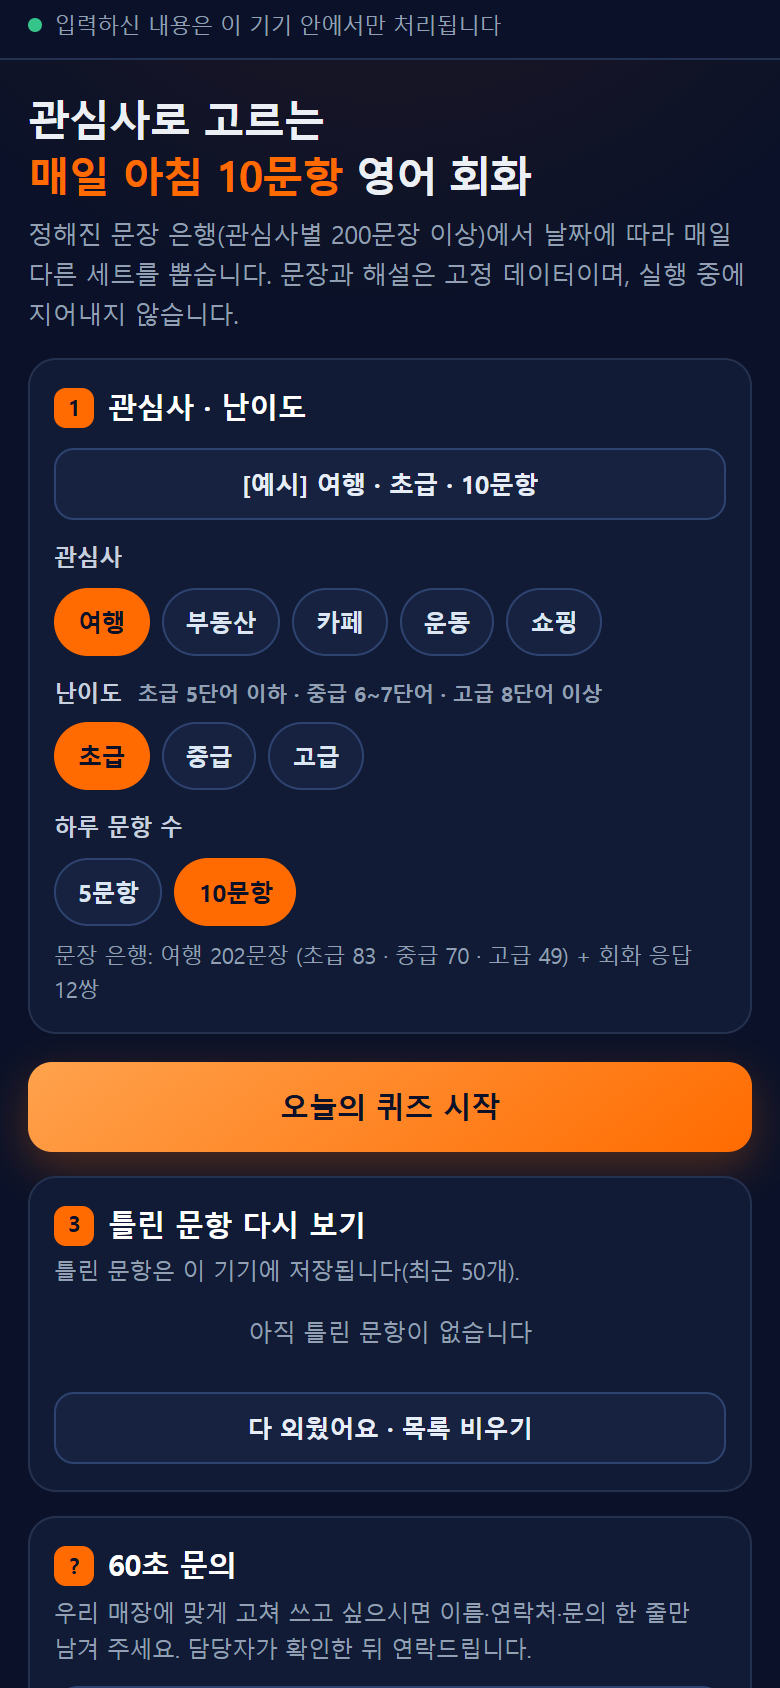 입력하신 내용은 이 기기 안에서만 처리됩니다
관심사로 고르는
매일 아침 10문항 영어 회화
정해진 문장 은행(관심사별 200문장 이상)에서 날짜에 따라 매일
다른 세트를 뽑습니다. 문장과 해설은 고정 데이터이며, 실행 중에
지어내지 않습니다.
1 관심사 · 난이도
[예시] 여행 · 초급 · 10문항
관심사
여행 부동산 카페 운동 쇼핑
난이도 초급 5단어 이하 · 중급 6~7단어 · 고급 8단어 이상
초급 중급 고급
하루 문항 수
5문항 10문항
문장 은행: 여행 202문장 (초급 83 · 중급 70 · 고급 49) + 회화 응답
12쌍
오늘의 퀴즈 시작
3 틀린 문항 다시 보기
틀린 문항은 이 기기에 저장됩니다(최근 50개).
아직 틀린 문항이 없습니다
다 외웠어요 · 목록 비우기
? 60초 문의
우리 매장에 맞게 고쳐 쓰고 싶으시면 이름·연락처·문의 한 줄만
남겨 주세요. 담당자가 확인한 뒤 연락드립니다.